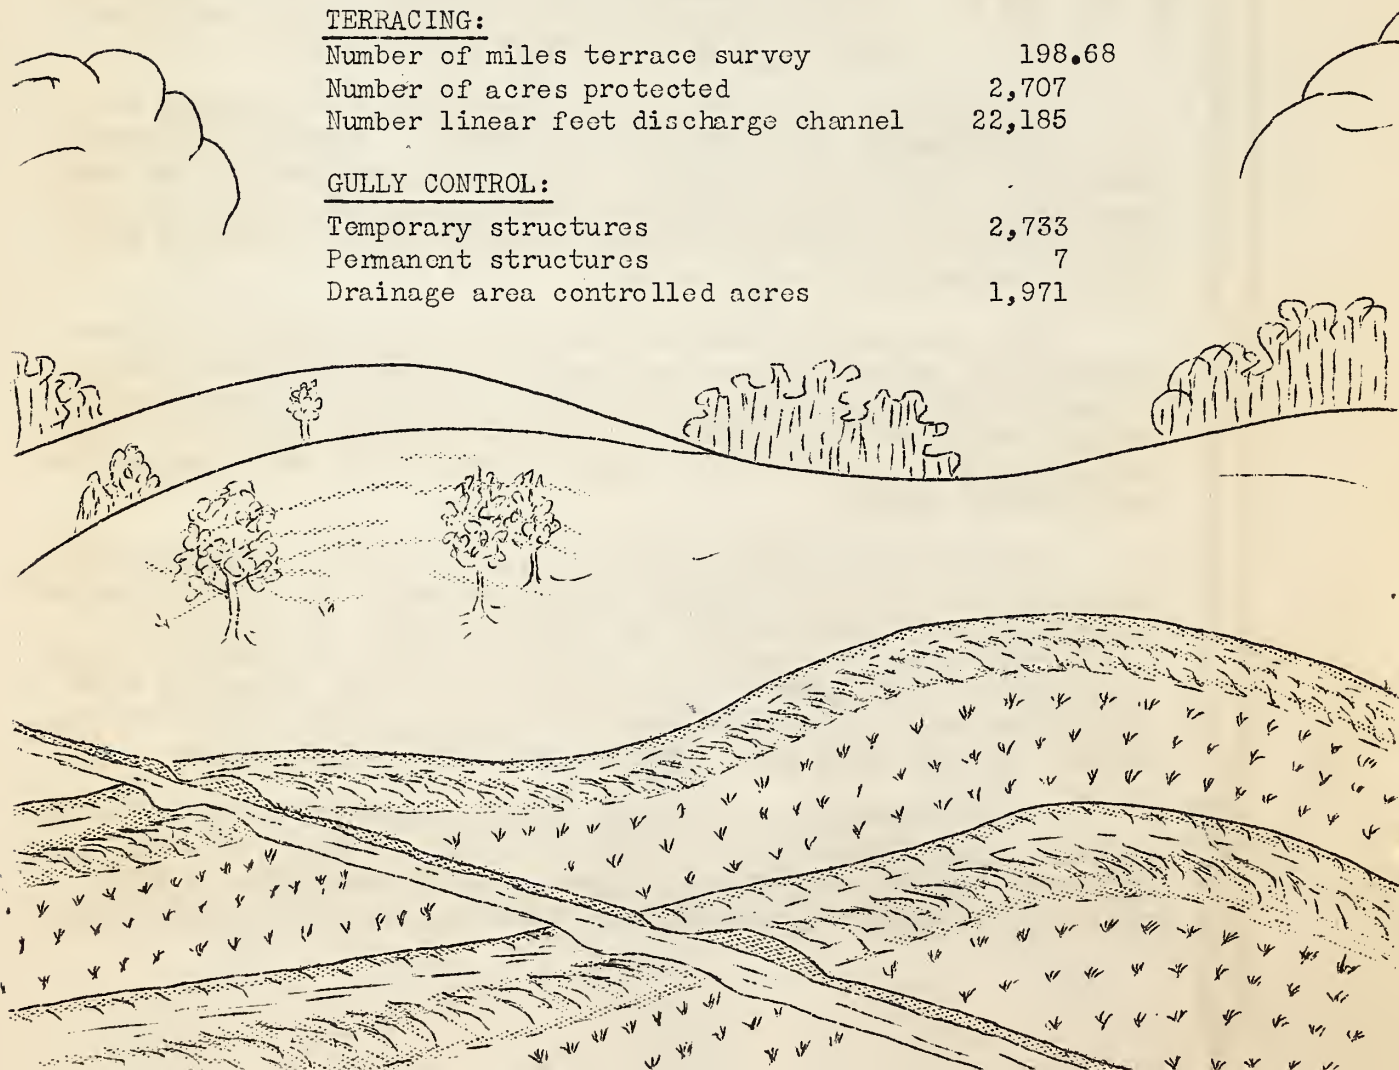 TERRACING:
Number of miles terrace survey 198.68
Number of acres protected 2,707
Number linear feet discharge channel 22,185
GULLY CONTROL:
Temporary structures 2,733
Permanent structures 7
Drainage area controlled acres 1,971